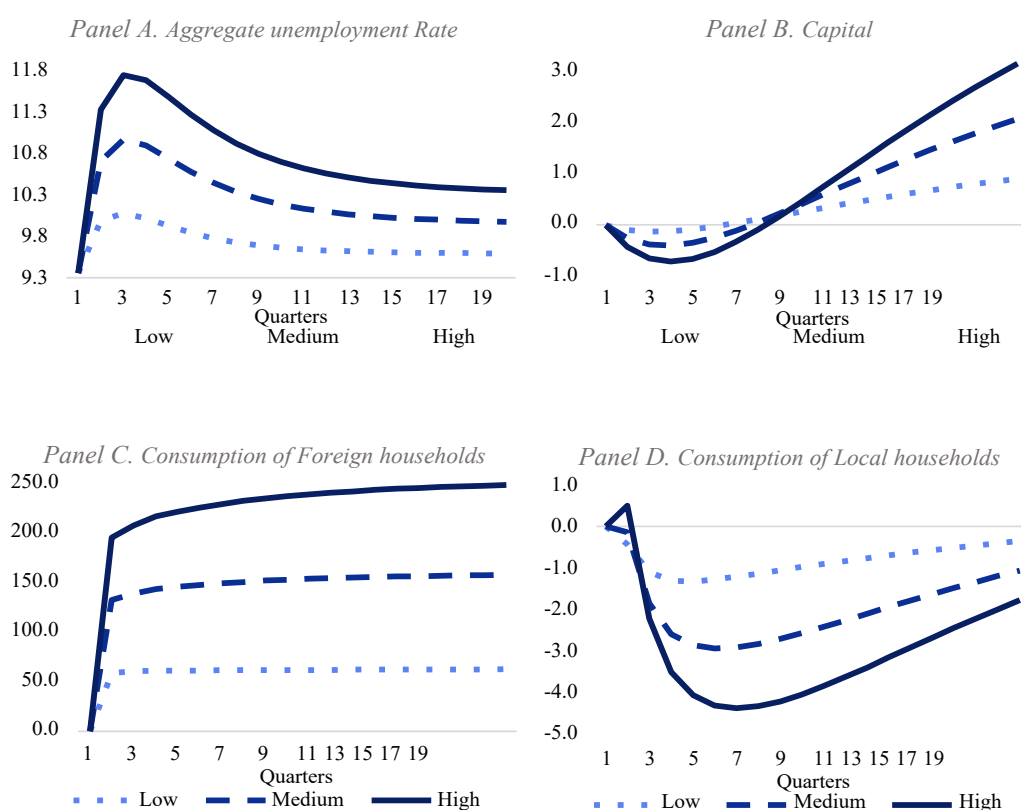 Panel A. Aggregate unemployment Rate
11.8
11.3
10.8
10.3
9.8
9.3
1 3 5 7 9 11 13 15 17 19
Quarters
Low Medium High
Panel B. Capital
3.0
2.0
1.0
0.0
-1.0
1 3 5 7 9 11 13 15 17 19
Quarters
Low Medium High
Panel C. Consumption of Foreign households
250.0
200.0
150.0
100.0
50.0
0.0
1 3 5 7 9 11 13 15 17 19
Quarters
Low Medium High
Panel D. Consumption of Local households
1.0
0.0
-1.0
-2.0
-3.0
-4.0
-5.0
1 3 5 7 9 11 13 15 17 19
Quarters
Low Medium High